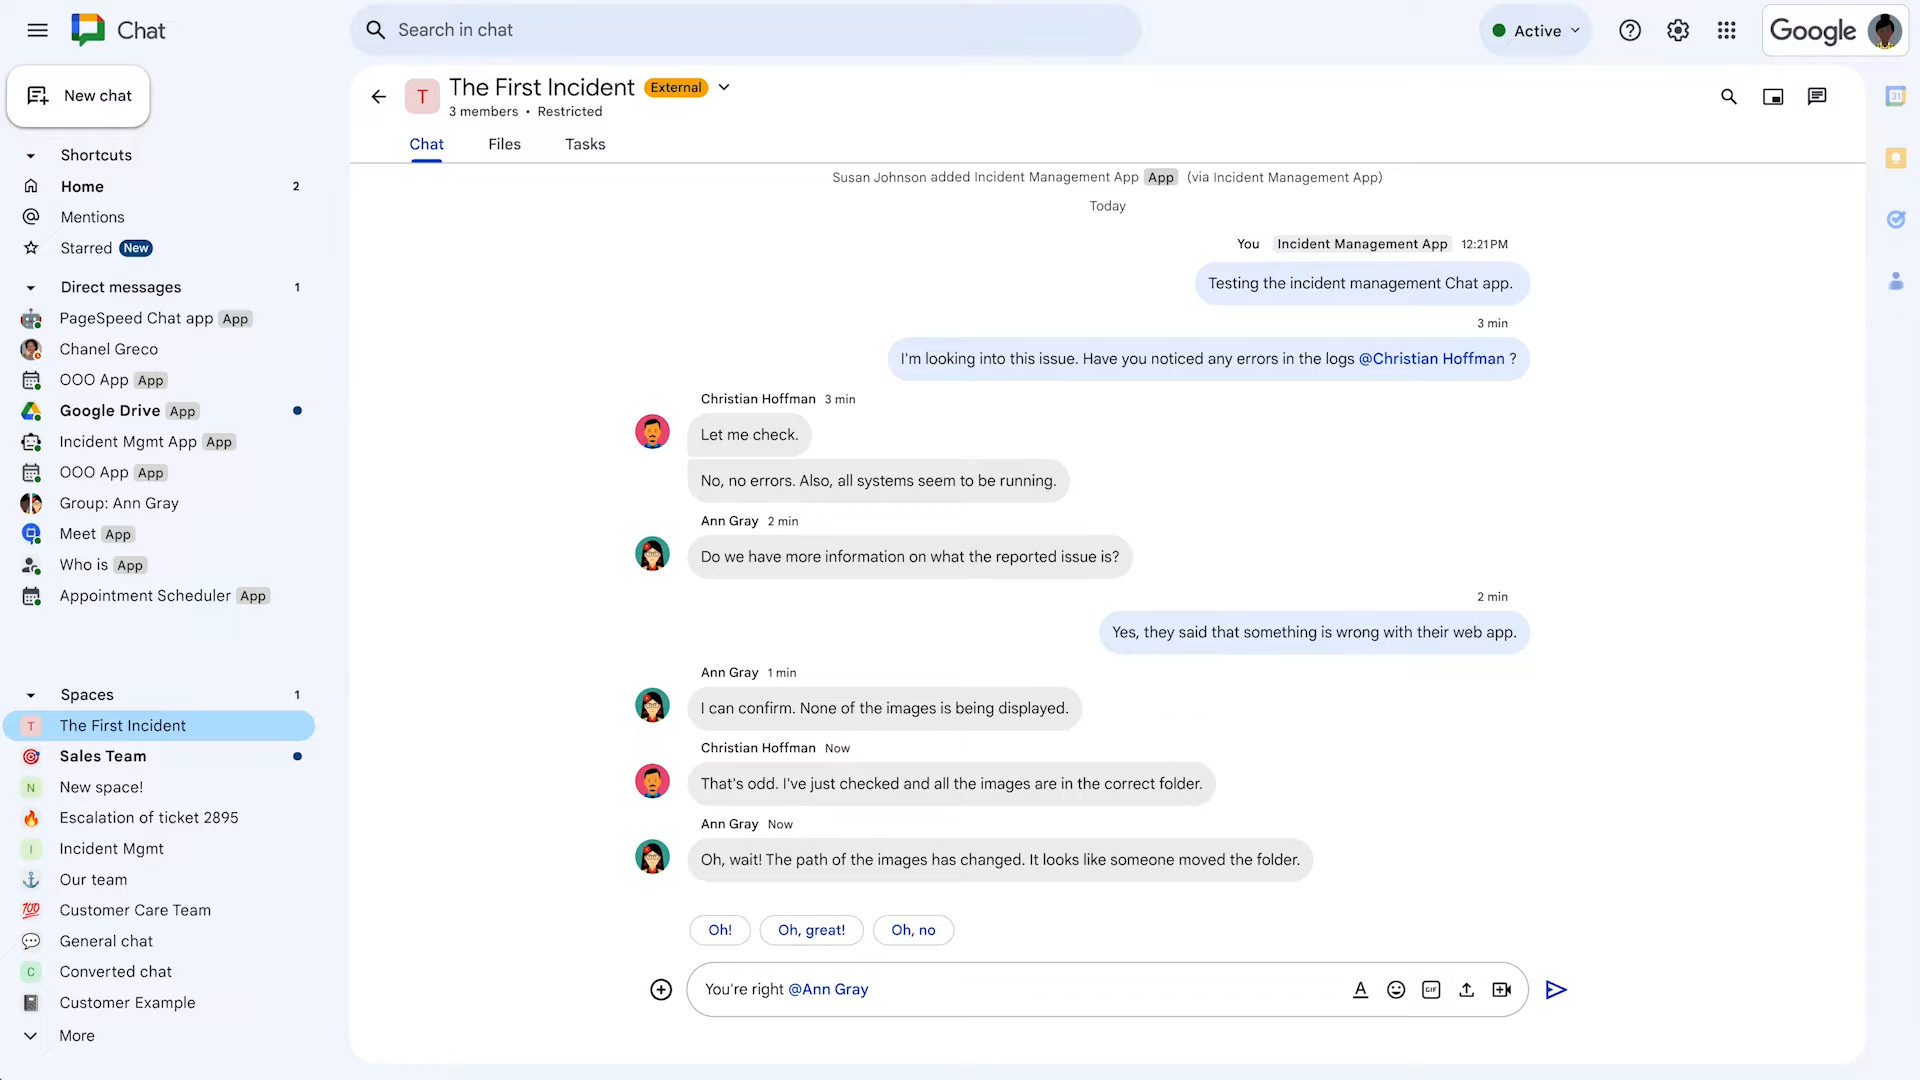 Chat
Search in chat
Active
Google
New chat
Shortcuts
Home 2
Mentions
Starred New
Direct messages 1
PageSpeed Chat app App
Chanel Greco
OOO App App
Google Drive App
Incident Mgmt App App
OOO App App
Group: Ann Gray
Meet App
Who is App
Appointment Scheduler App
Spaces 1
T The First Incident
Sales Team
N New space!
Escalation of ticket 2895
I Incident Mgmt
Our team
100 Customer Care Team
General chat
C Converted chat
Customer Example
More
T
The First Incident External
3 members • Restricted
Chat Files Tasks
Susan Johnson added Incident Management App App (via Incident Management App)
Today
You Incident Management App 12:21 PM
Testing the incident management Chat app.
3 min
I'm looking into this issue. Have you noticed any errors in the logs @Christian Hoffman ?
Christian Hoffman 3 min
Let me check.
No, no errors. Also, all systems seem to be running.
Ann Gray 2 min
Do we have more information on what the reported issue is?
2 min
Yes, they said that something is wrong with their web app.
Ann Gray 1 min
I can confirm. None of the images is being displayed.
Christian Hoffman Now
That's odd. I've just checked and all the images are in the correct folder.
Ann Gray Now
Oh, wait! The path of the images has changed. It looks like someone moved the folder.
Oh! Oh, great! Oh, no
You're right @Ann Gray
GIF
31